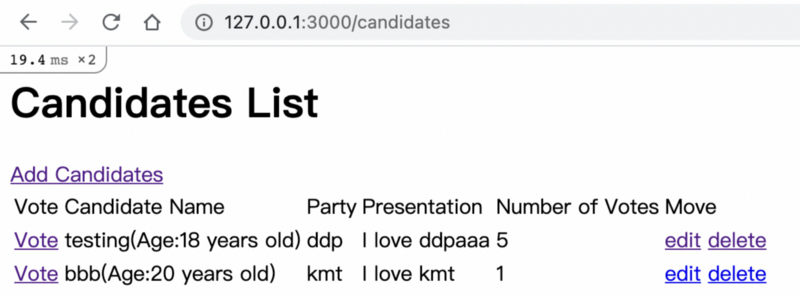 127.0.0.1:3000/candidates
19.4 ms ×2
Candidates List
Add Candidates
Vote Candidate Name Party Presentation Number of Votes Move
Vote testing(Age:18 years old) ddp I love ddpaaa 5 edit delete
Vote bbb(Age:20 years old) kmt I love kmt 1 edit delete